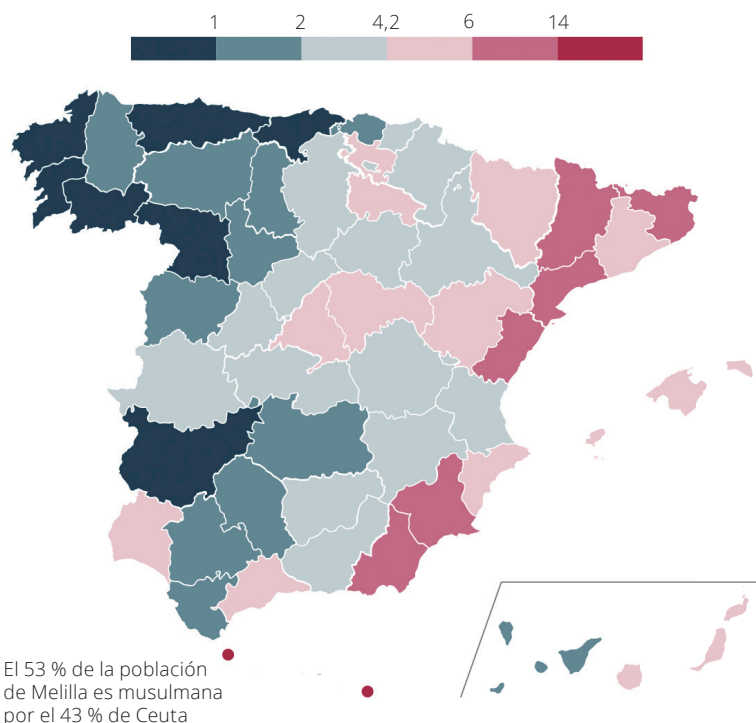 1 2 4,2 6 14
El 53 % de la población
de Melilla es musulmana
por el 43 % de Ceuta